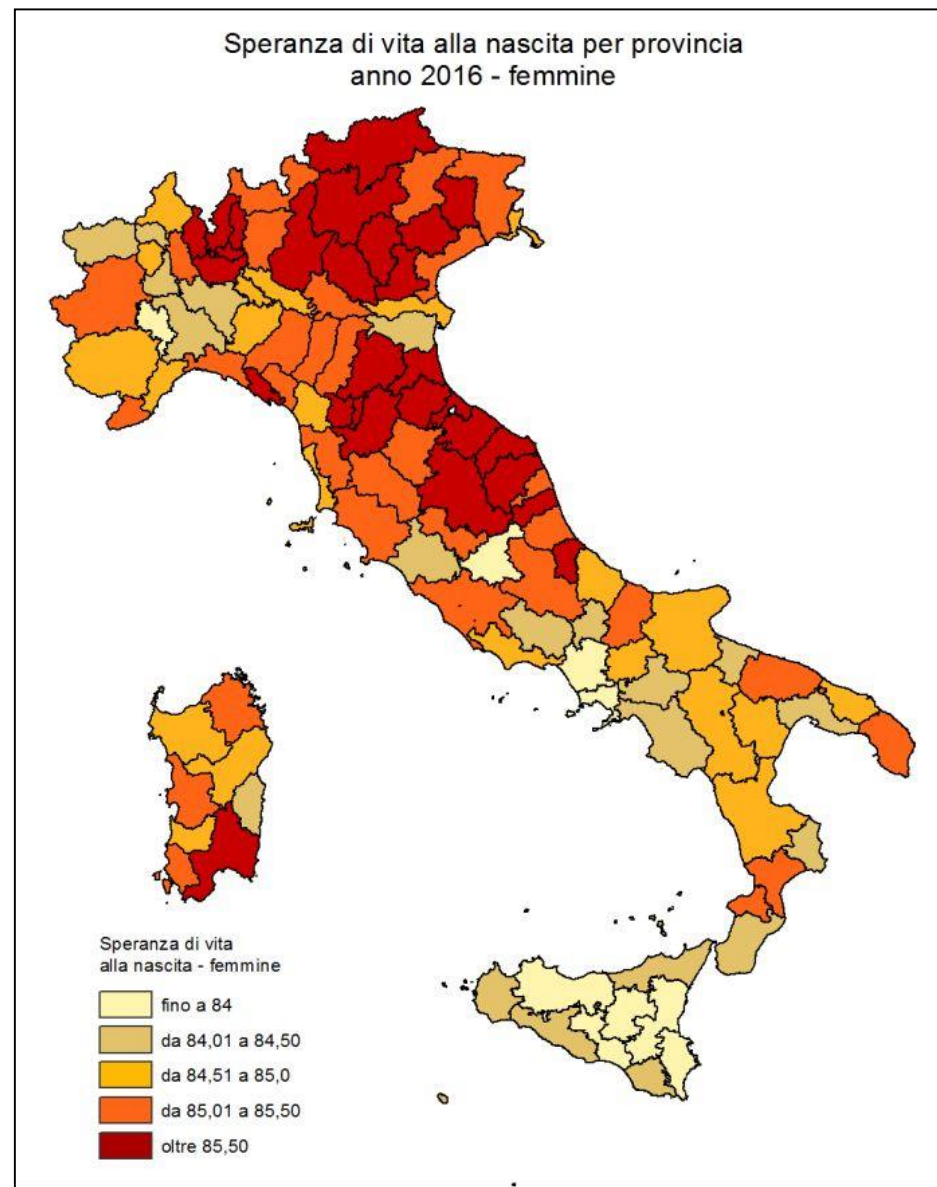 Speranza di vita alla nascita per provincia
anno 2016 - femmine
Speranza di vita
alla nascita - femmine
fino a 84
da 84,01 a 84,50
da 84,51 a 85,0
da 85,01 a 85,50
oltre 85,50